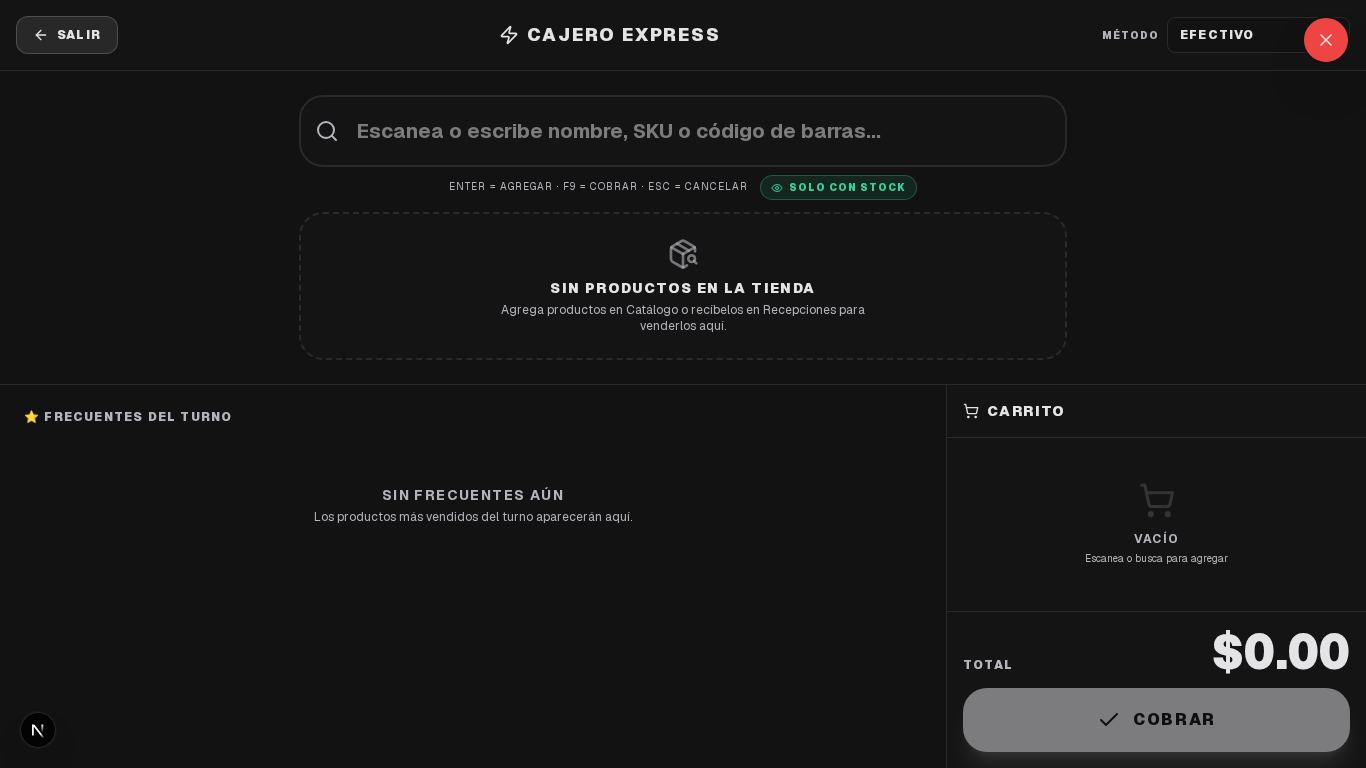 SALIR
CAJERO EXPRESS
MÉTODO
EFECTIVO
Escanea o escribe nombre, SKU o código de barras...
ENTER = AGREGAR · F9 = COBRAR · ESC = CANCELAR
SOLO CON STOCK
SIN PRODUCTOS EN LA TIENDA
Agrega productos en Catálogo o recíbelos en Recepciones para
venderlos aquí.
FRECUENTES DEL TURNO
SIN FRECUENTES AÚN
Los productos más vendidos del turno aparecerán aquí.
CARRITO
VACÍO
Escanea o busca para agregar
TOTAL
$0.00
COBRAR
N